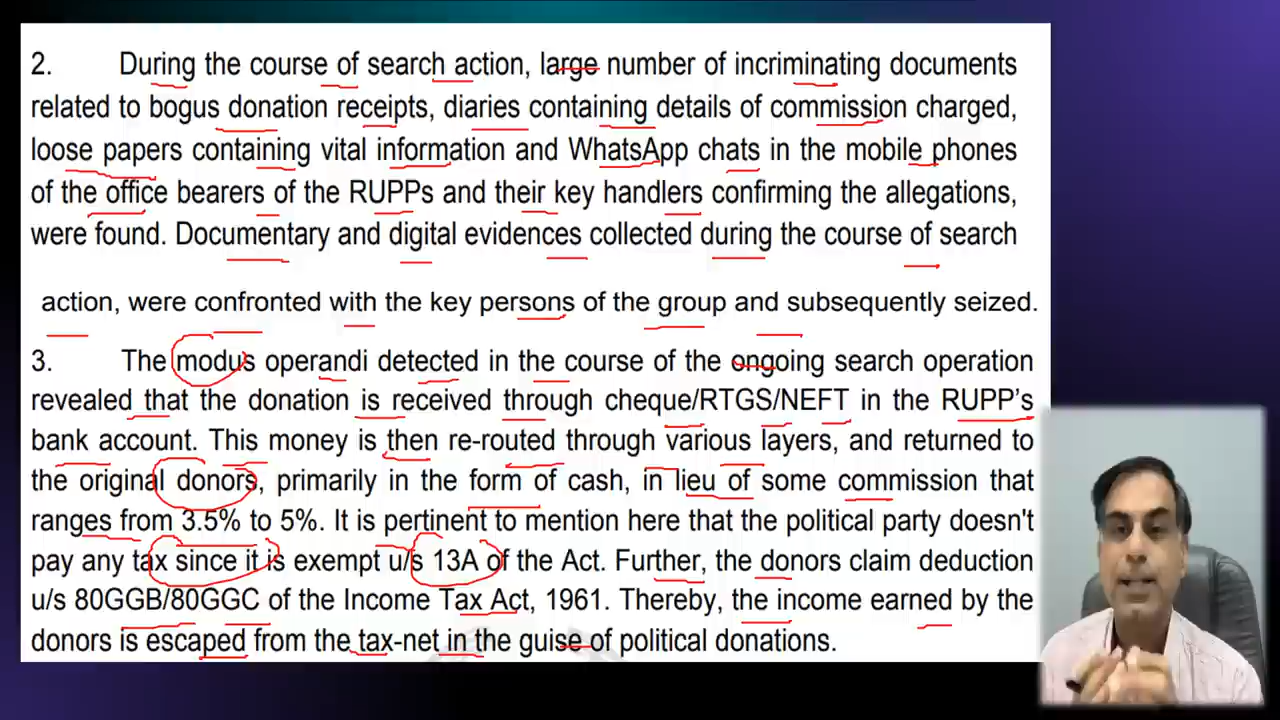 2. During the course of search action, large number of incriminating documents
related to bogus donation receipts, diaries containing details of commission charged,
loose papers containing vital information and WhatsApp chats in the mobile phones
of the office bearers of the RUPPs and their key handlers confirming the allegations,
were found. Documentary and digital evidences collected during the course of search
action, were confronted with the key persons of the group and subsequently seized.
3. The modus operandi detected in the course of the ongoing search operation
revealed that the donation is received through cheque/RTGS/NEFT in the RUPP's
bank account. This money is then re-routed through various layers, and returned to
the original donors, primarily in the form of cash, in lieu of some commission that
ranges from 3.5% to 5%. It is pertinent to mention here that the political party doesn't
pay any tax since it is exempt u/s 13A of the Act. Further, the donors claim deduction
u/s 80GGB/80GGC of the Income Tax Act, 1961. Thereby, the income earned by the
donors is escaped from the tax-net in the guise of political donations.